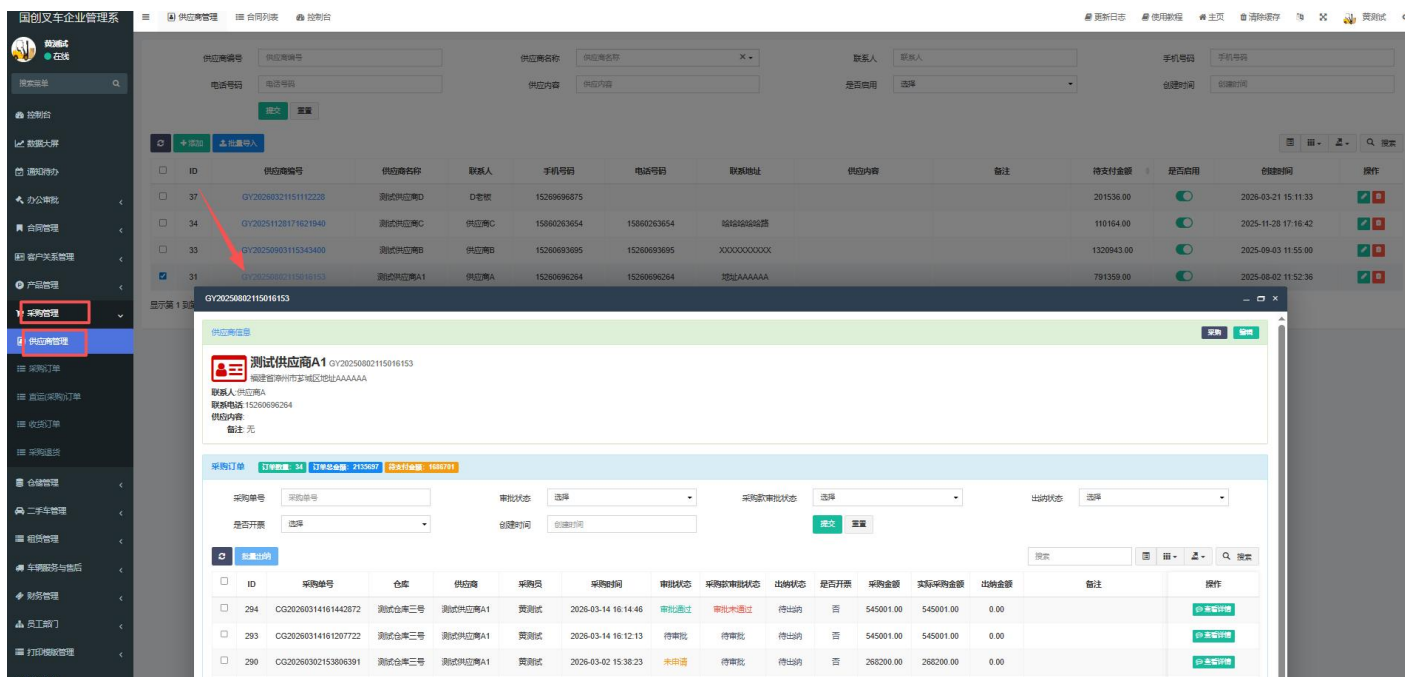 国创叉车企业管理系
供应商管理 合同列表 控制台
更新日志 使用教程 主页 清除缓存 黄测试
黄测试
在线
搜索菜单
控制台
数据大屏
通知待办
办公审批
合同管理
客户关系管理
产品管理
采购管理
供应商管理
采购订单
直运(采购)订单
收货订单
采购退货
仓储管理
二手车管理
租赁管理
车辆服务与售后
财务管理
员工部门
打印模版管理
供应商编号 供应商编号 供应商名称 供应商名称 联系人 联系人 手机号码 手机号码
电话号码 电话号码 供应内容 供应内容 是否启用 选择 创建时间 创建时间
提交 重置
添加 批量导入 搜索
ID 供应商编号 供应商名称 联系人 手机号码 电话号码 联系地址 供应内容 备注 待支付金额 是否启用 创建时间 操作
37 GY20260321151112228 测试供应商D D老板 15269696875 201536.00 2026-03-21 15:11:33
34 GY20251128171621940 测试供应商C 供应商C 15860263654 15860263654 110164.00 2025-11-28 17:16:42
33 GY20250903115343400 测试供应商B 供应商B 15260693695 15260693695 XXXXXXXXXX 1320943.00 2025-09-03 11:55:00
31 GY20250802115016153 测试供应商A1 供应商A 15260696264 15260696264 地址AAAAAA 791359.00 2025-08-02 11:52:36
显示第 1 到第
GY20250802115016153
供应商信息 采购 编辑
测试供应商A1 GY20250802115016153
福建省漳州市芗城区地址AAAAAA
联系人:供应商A
联系电话:15260696264
供应内容:
备注:无
采购订单 订单数量: 34 订单总金额: 2135697 待支付金额: 1686701
采购单号 采购单号 审批状态 选择 采购款审批状态 选择 出纳状态 选择
是否开票 选择 创建时间 创建时间 提交 重置
批量出纳 搜索 搜索
ID 采购单号 仓库 供应商 采购员 采购时间 审批状态 采购款审批状态 出纳状态 是否开票 采购金额 实际采购金额 出纳金额 备注 操作
294 CG20260314161442872 测试仓库三号 测试供应商A1 黄测试 2026-03-14 16:14:46 审批通过 审批未通过 待出纳 否 545001.00 545001.00 0.00 查看详情
293 CG20260314161207722 测试仓库三号 测试供应商A1 黄测试 2026-03-14 16:12:13 待审批 待审批 待出纳 否 545001.00 545001.00 0.00 查看详情
290 CG20260302153806391 测试仓库三号 测试供应商A1 黄测试 2026-03-02 15:38:23 未申请 待审批 待出纳 否 268200.00 268200.00 0.00 查看详情